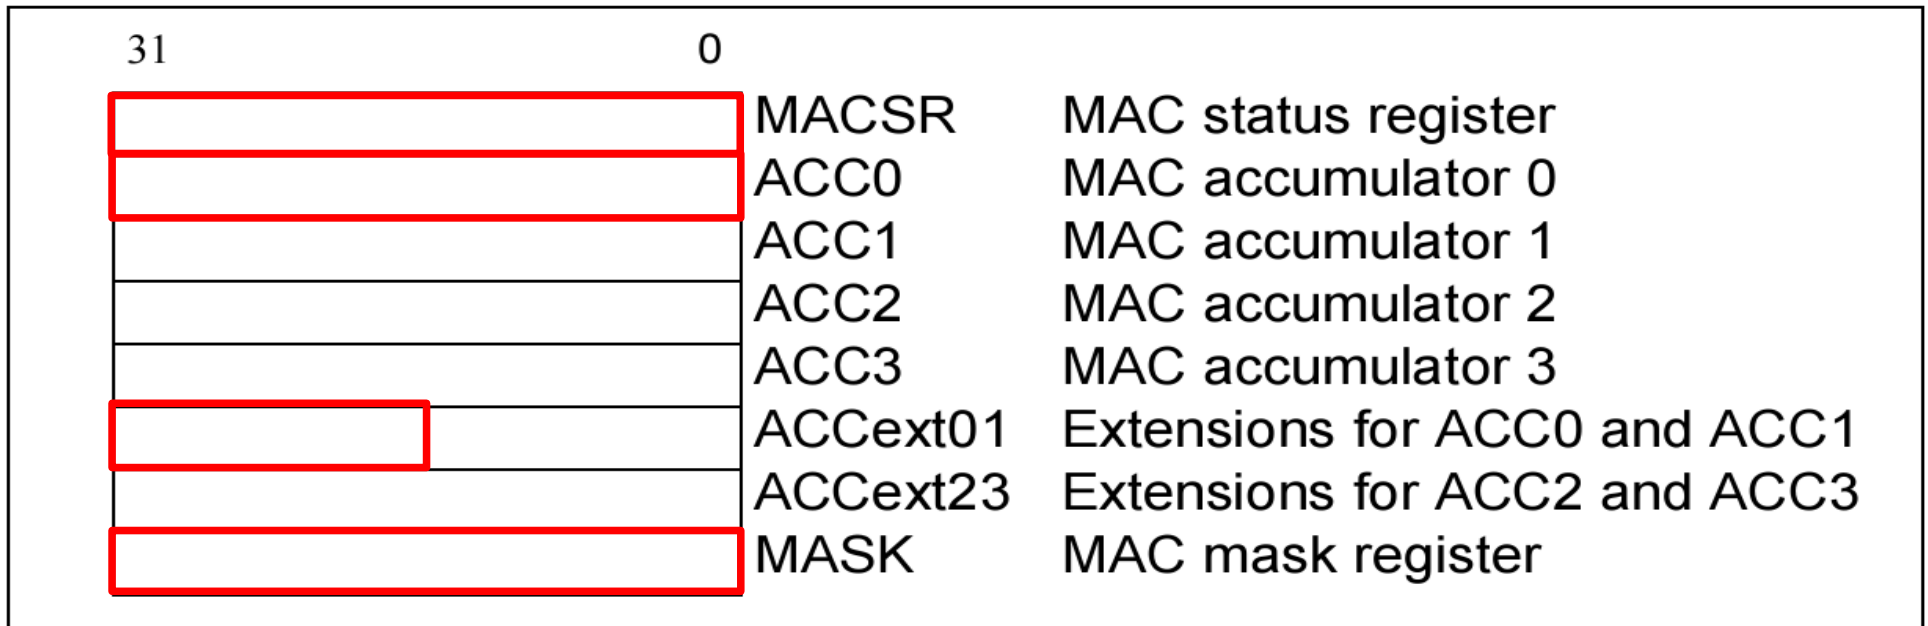 31 0
MACSR MAC status register
ACC0 MAC accumulator 0
ACC1 MAC accumulator 1
ACC2 MAC accumulator 2
ACC3 MAC accumulator 3
ACCext01 Extensions for ACC0 and ACC1
ACCext23 Extensions for ACC2 and ACC3
MASK MAC mask register